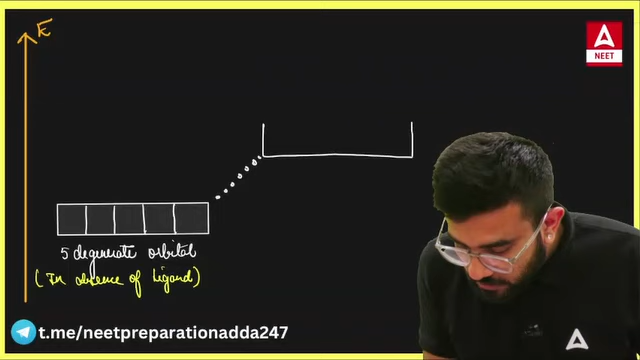 E
A
NEET
5 degenerate orbital
(In absence of Ligand)
A
t.me/neetpreparationadda247